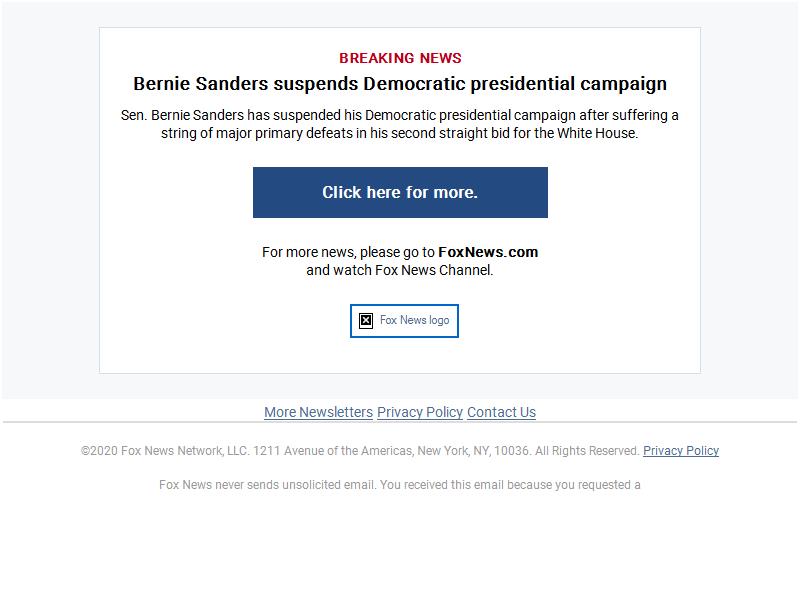 BREAKING NEWS
Bernie Sanders suspends Democratic presidential campaign
Sen. Bernie Sanders has suspended his Democratic presidential campaign after suffering a
string of major primary defeats in his second straight bid for the White House.
Click here for more.
For more news, please go to FoxNews.com
and watch Fox News Channel.
Fox News logo
More Newsletters Privacy Policy Contact Us
©2020 Fox News Network, LLC. 1211 Avenue of the Americas, New York, NY, 10036. All Rights Reserved. Privacy Policy
Fox News never sends unsolicited email. You received this email because you requested a